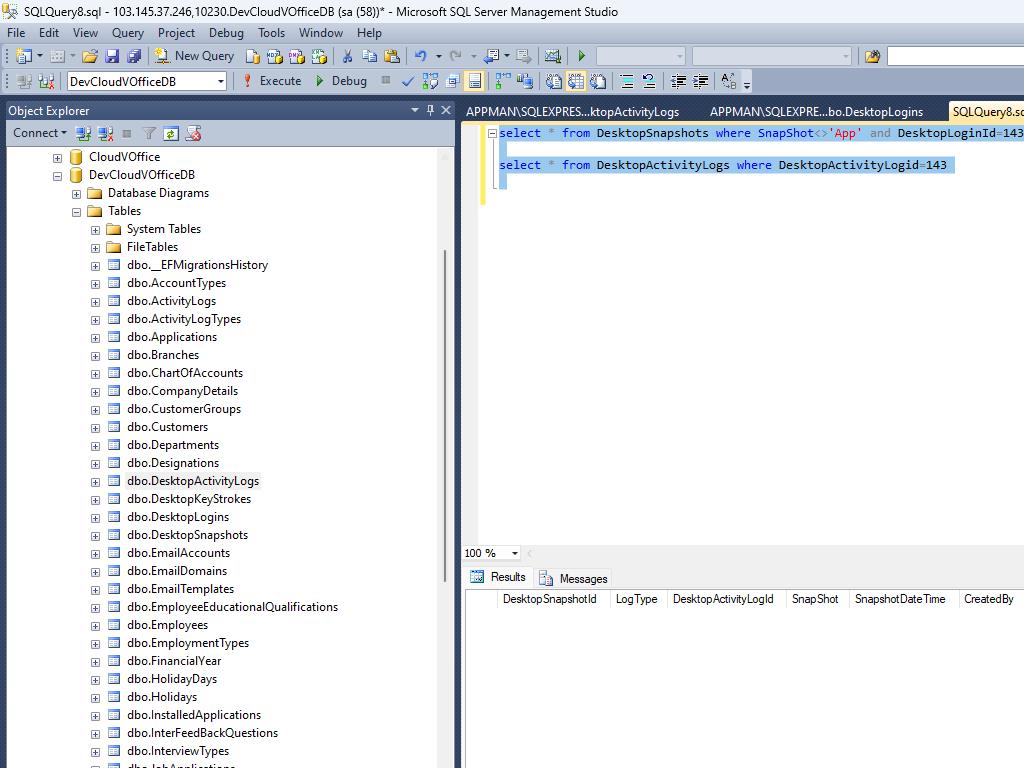 SQLQuery8.sql - 103.145.37.246,10230.DevCloudVOfficeDB (sa (58))* - Microsoft SQL Server Management Studio
File Edit View Query Project Debug Tools Window Help
New Query
DevCloudVOfficeDB Execute Debug
Object Explorer
Connect
CloudVOffice
DevCloudVOfficeDB
Database Diagrams
Tables
System Tables
FileTables
dbo.__EFMigrationsHistory
dbo.AccountTypes
dbo.ActivityLogs
dbo.ActivityLogTypes
dbo.Applications
dbo.Branches
dbo.ChartOfAccounts
dbo.CompanyDetails
dbo.CustomerGroups
dbo.Customers
dbo.Departments
dbo.Designations
dbo.DesktopActivityLogs
dbo.DesktopKeyStrokes
dbo.DesktopLogins
dbo.DesktopSnapshots
dbo.EmailAccounts
dbo.EmailDomains
dbo.EmailTemplates
dbo.EmployeeEducationalQualifications
dbo.Employees
dbo.EmploymentTypes
dbo.FinancialYear
dbo.HolidayDays
dbo.Holidays
dbo.InstalledApplications
dbo.InterFeedBackQuestions
dbo.InterviewTypes
APPMAN\SQLEXPRES...ktopActivityLogs APPMAN\SQLEXPRE...bo.DesktopLogins SQLQuery8.sq
select * from DesktopSnapshots where SnapShot<>'App' and DesktopLoginId=143
select * from DesktopActivityLogs where DesktopActivityLogid=143
100 %
Results Messages
DesktopSnapshotId LogType DesktopActivityLogId SnapShot SnapshotDateTime CreatedBy